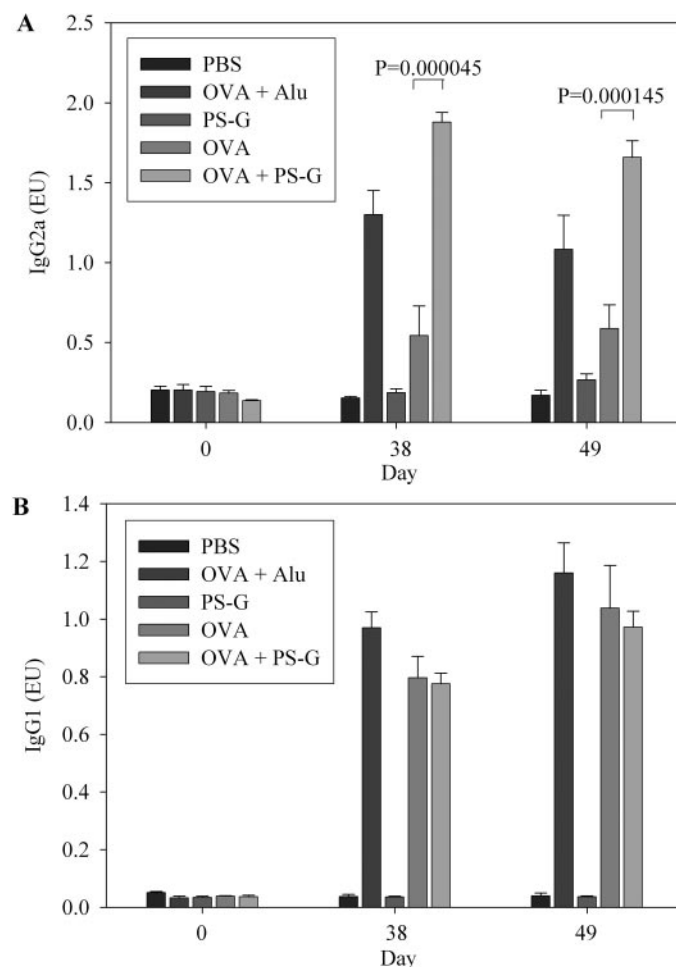 A
2.5
2.0
1.5
1.0
0.5
0.0
IgG2a (EU)
PBS
OVA + Alu
PS-G
OVA
OVA + PS-G
P=0.000045
P=0.000145
0
38
49
Day
B
1.4
1.2
1.0
0.8
0.6
0.4
0.2
0.0
IgG1 (EU)
PBS
OVA + Alu
PS-G
OVA
OVA + PS-G
0
38
49
Day